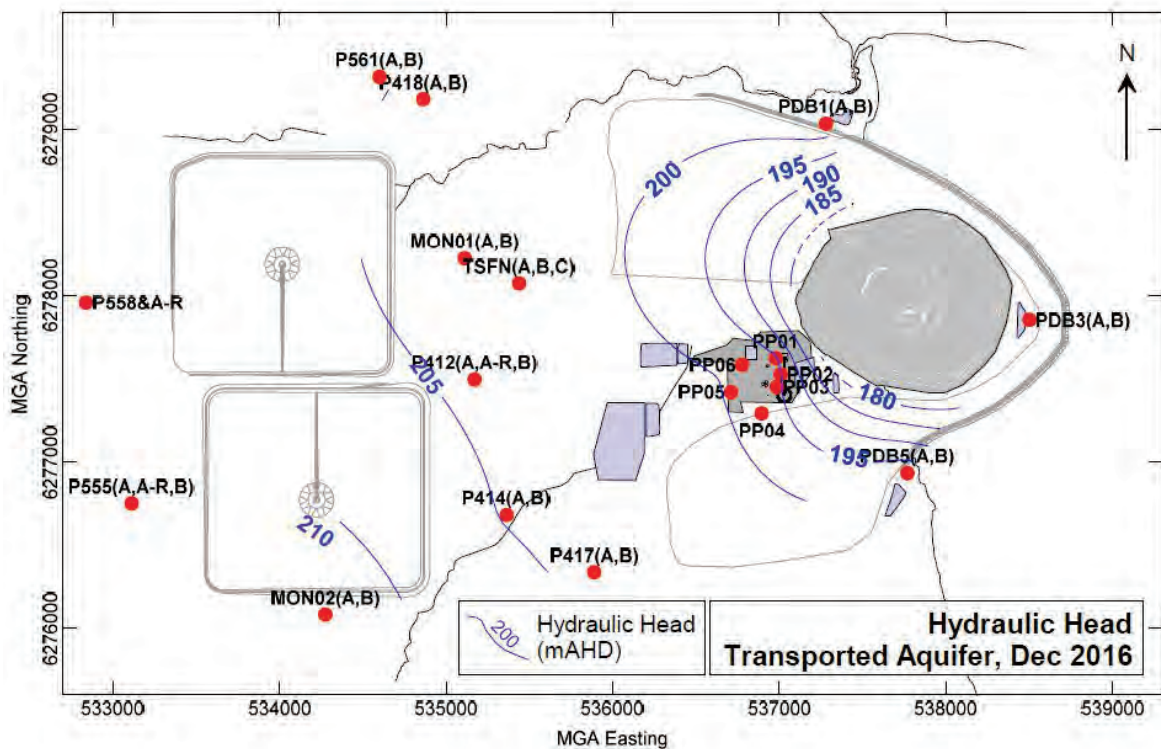 P561(A,B)
P418(A,B)
N
PDB1(A,B)
6279000
200
195
190
185
MON01(A,B)
TSFN(A,B,C)
6278000
P558&A-R
PDB3(A,B)
MGA Northing
PP01
PP06
P412(A,A-R,B)
PP02
205
PP05
PP03
180
PP04
6277000
195
PDB5(A,B)
P555(A,A-R,B)
P414(A,B)
210
P417(A,B)
MON02(A,B)
6276000
200
Hydraulic Head
(mAHD)
Hydraulic Head
Transported Aquifer, Dec 2016
533000
534000
535000
536000
537000
538000
539000
MGA Easting